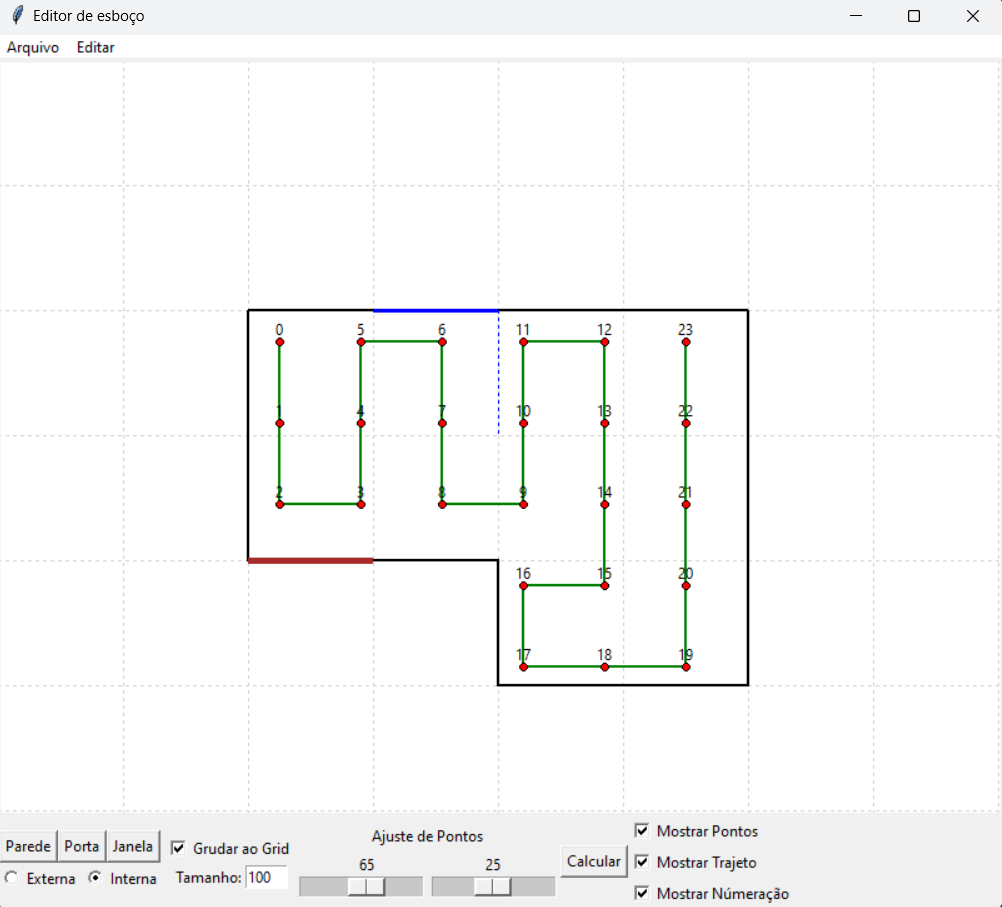 Editor de esboço
Arquivo Editar
0 5 6 11 12 23
1 4 7 10 13 22
2 3 8 9 14 21
16 15 20
17 18 19
Parede Porta Janela
Externa Interna
Grudar ao Grid
Tamanho: 100
Ajuste de Pontos
65 25
Calcular
Mostrar Pontos
Mostrar Trajeto
Mostrar Númeração